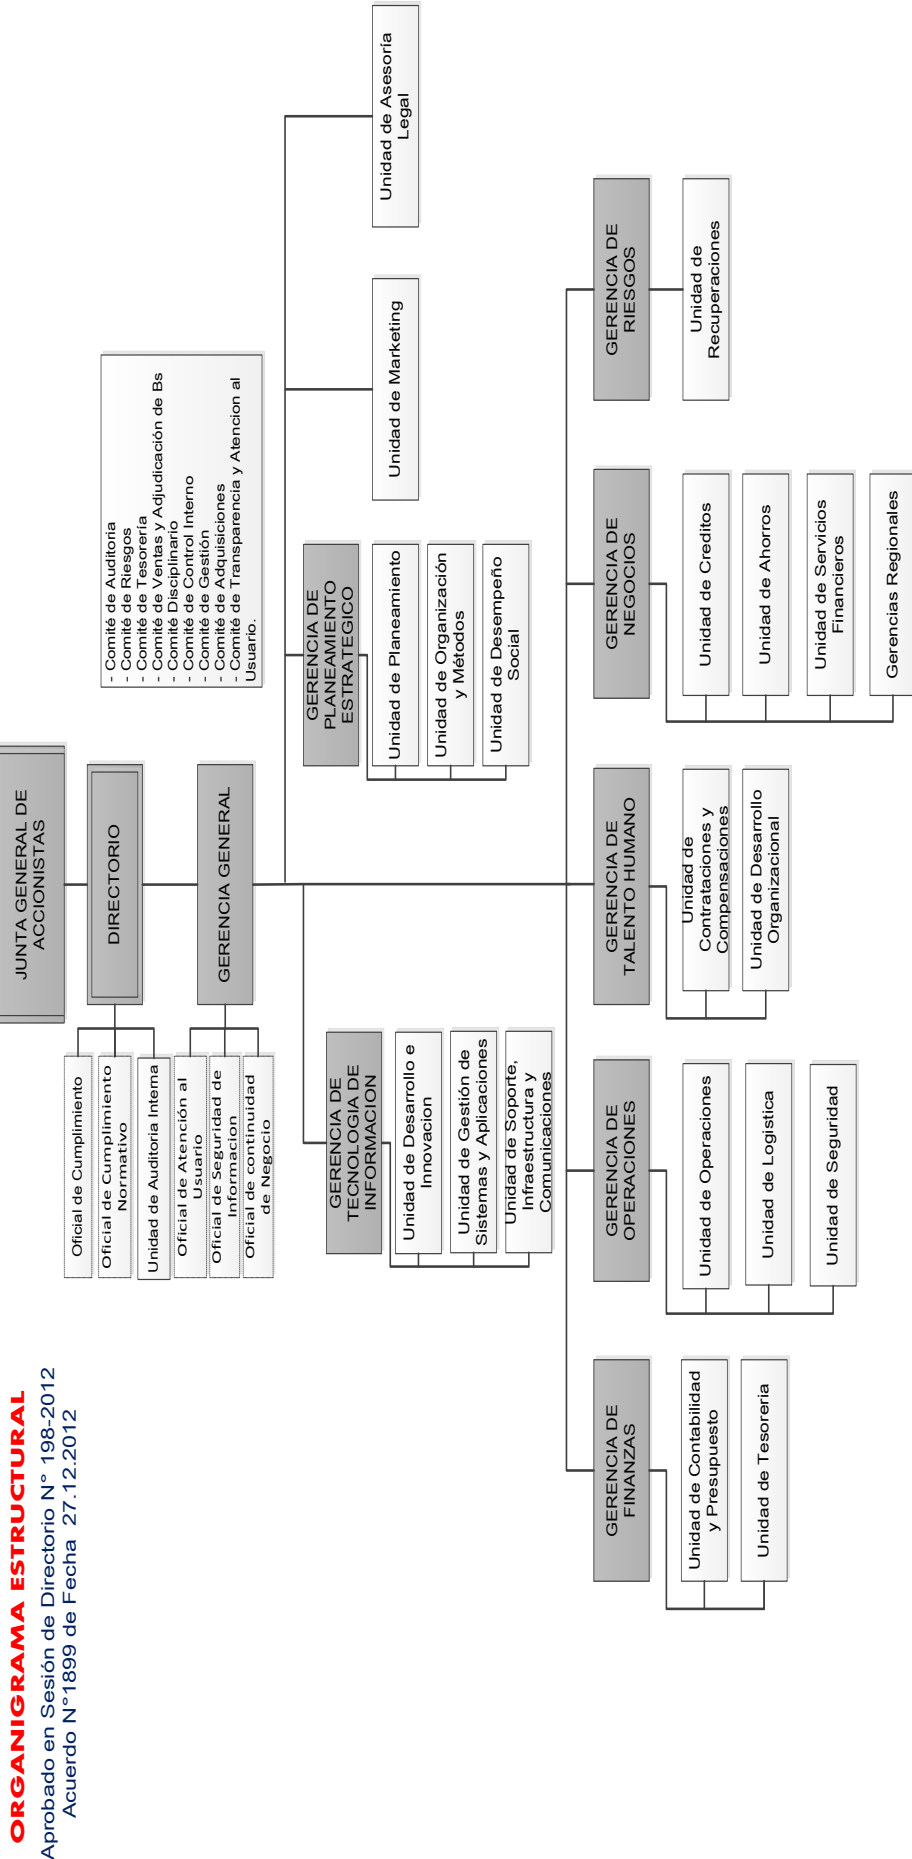 ORGANIGRAMA ESTRUCTURAL
Aprobado en Sesión de Directorio N° 198-2012
Acuerdo N°1899 de Fecha 27.12.2012
JUNTA GENERAL DE
ACCIONISTAS
DIRECTORIO
GERENCIA GENERAL
Oficial de Cumplimiento
Oficial de Cumplimiento
Normativo
Unidad de Auditoria Interna
Oficial de Atención al
Usuario
Oficial de Seguridad de
Informacion
Oficial de continuidad
de Negocio
- Comité de Auditoria
- Comité de Riesgos
- Comité de Tesorería
- Comité de Ventas y Adjudicación de Bs
- Comité Disciplinario
- Comité de Control Interno
- Comité de Gestión
- Comité de Adquisiciones
- Comité de Transparencia y Atencion al
Usuario.
GERENCIA DE
TECNOLOGIA DE
INFORMACION
Unidad de Desarrollo e
Innovacion
Unidad de Gestión de
Sistemas y Aplicaciones
Unidad de Soporte,
Infraestructura y
Comunicaciones
GERENCIA DE
PLANEAMIENTO
ESTRATEGICO
Unidad de Planeamiento
Unidad de Organización
y Métodos
Unidad de Desempeño
Social
Unidad de Marketing
Unidad de Asesoría
Legal
GERENCIA DE
FINANZAS
Unidad de Contabilidad
y Presupuesto
Unidad de Tesoreria
GERENCIA DE
OPERACIONES
Unidad de Operaciones
Unidad de Logistica
Unidad de Seguridad
GERENCIA DE
TALENTO HUMANO
Unidad de
Contrataciones y
Compensaciones
Unidad de Desarrollo
Organizacional
GERENCIA DE
NEGOCIOS
Unidad de Creditos
Unidad de Ahorros
Unidad de Servicios
Financieros
Gerencias Regionales
GERENCIA DE
RIESGOS
Unidad de
Recuperaciones